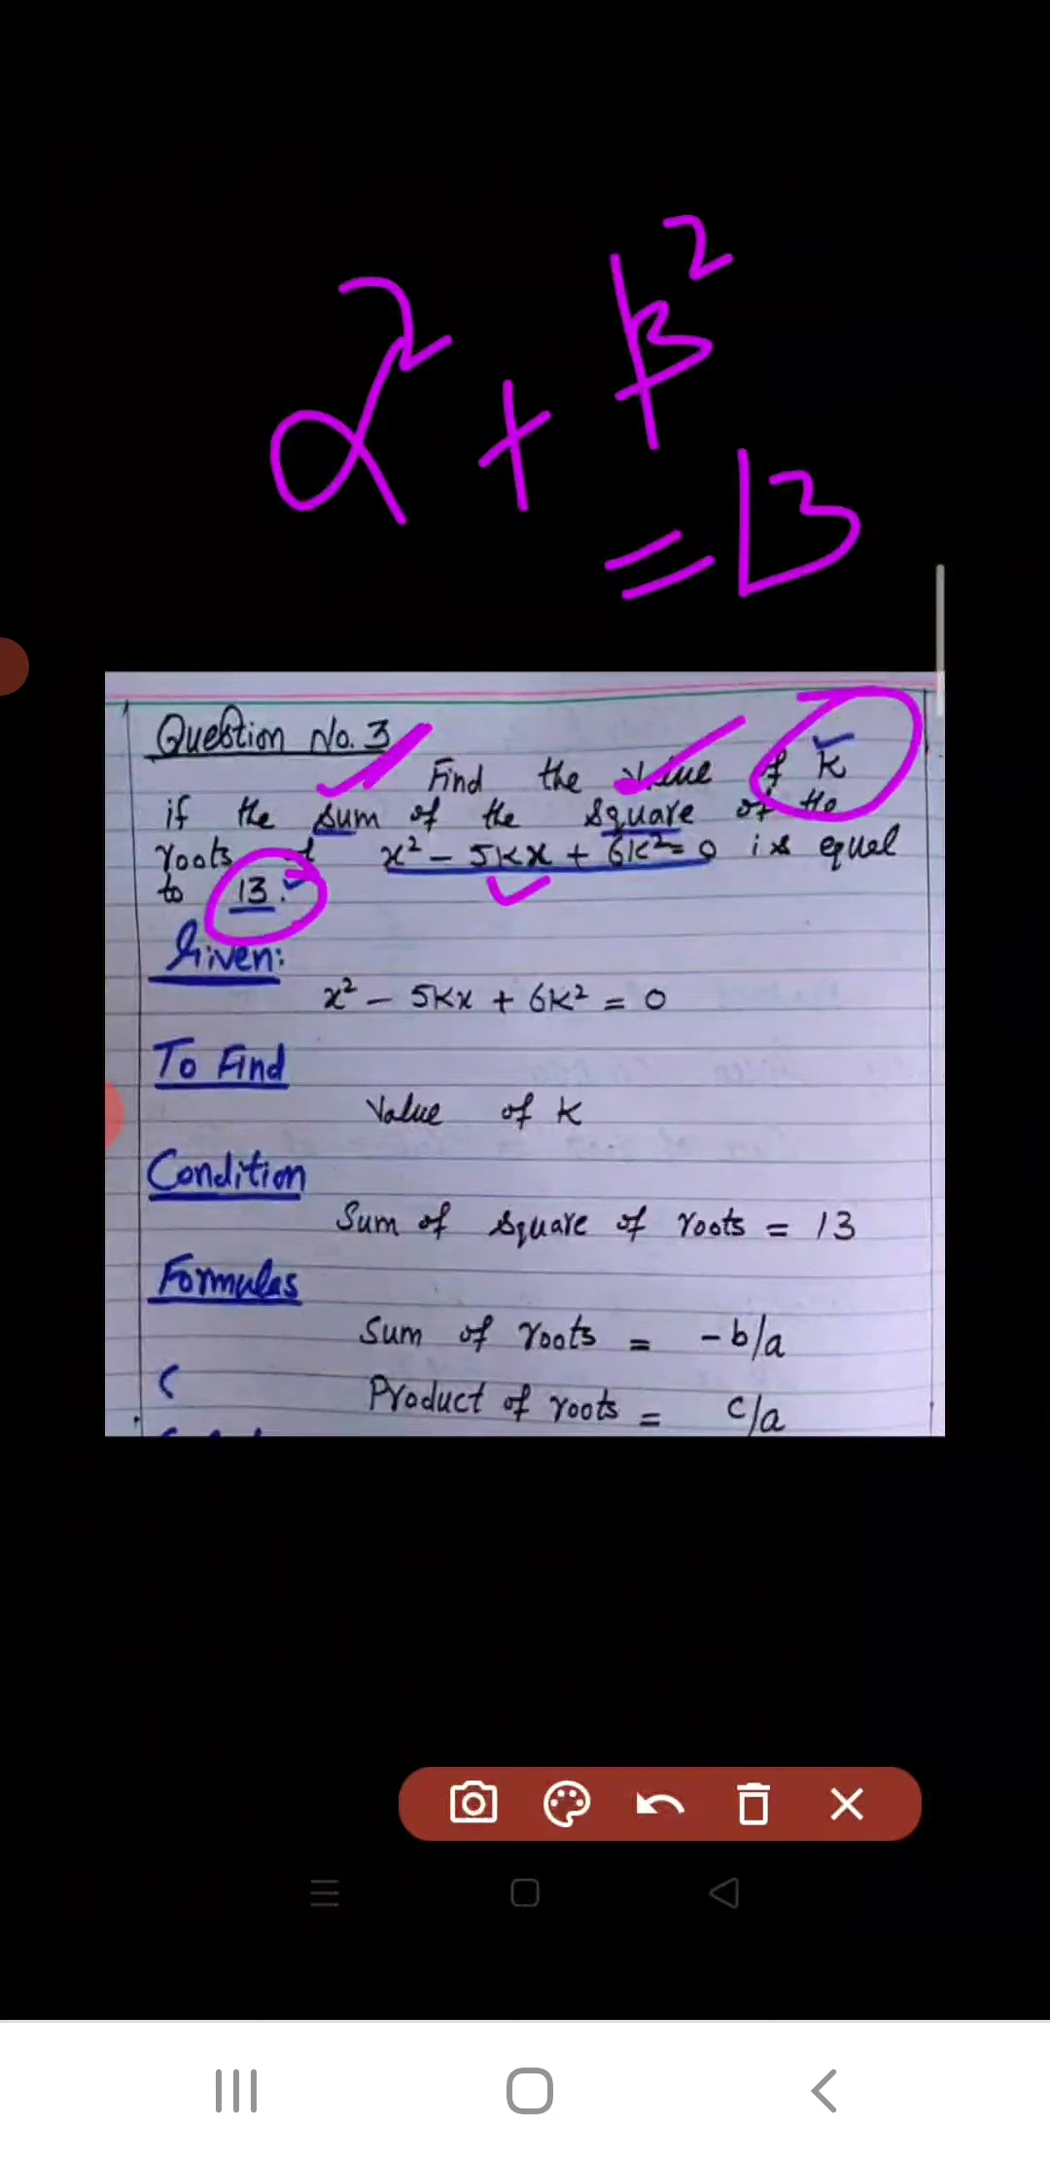 α² + β²
= 13
Question No. 3
Find the value of k
if the sum of the square of the
roots of x² - 5kx + 6k² = 0 is equal
to 13.
Given:
x² - 5kx + 6k² = 0
To Find
Value of k
Condition
Sum of square of roots = 13
Formulas
Sum of roots = -b/a
Product of roots = c/a